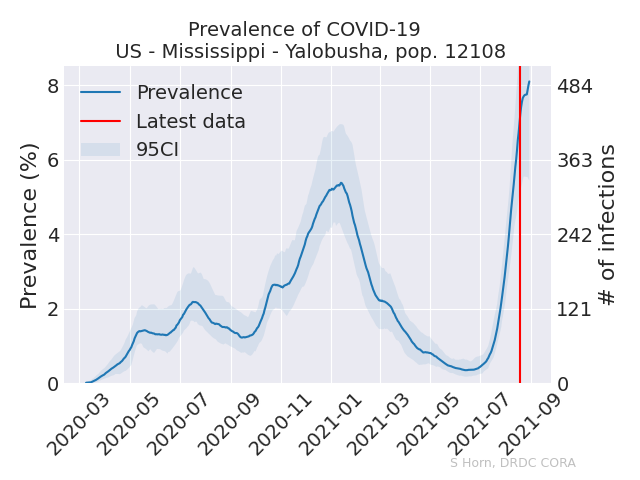 Prevalence of COVID-19
US - Mississippi - Yalobusha, pop. 12108
Prevalence
Latest data
95CI
Prevalence (%)
8
6
4
2
0
484
363
242
121
0
# of infections
2020-03
2020-05
2020-07
2020-09
2020-11
2021-01
2021-03
2021-05
2021-07
2021-09
S Horn, DRDC CORA